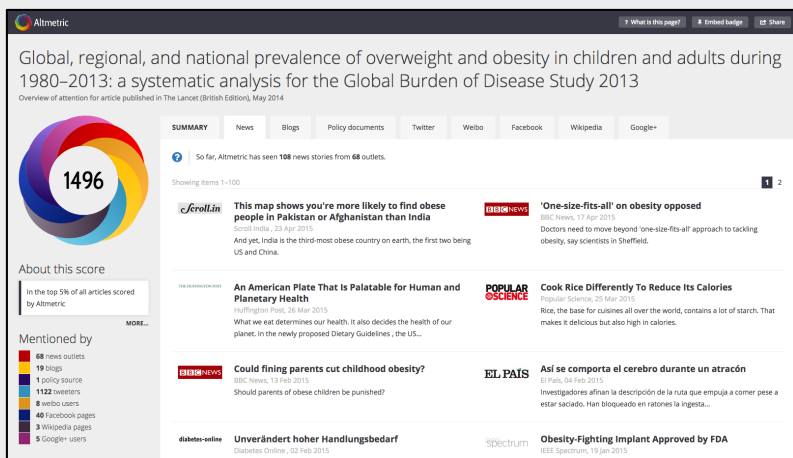 Altmetric
? What is this page?
Embed badge
Share
Global, regional, and national prevalence of overweight and obesity in children and adults during
1980–2013: a systematic analysis for the Global Burden of Disease Study 2013
Overview of attention for article published in The Lancet (British Edition), May 2014
1496
About this score
In the top 5% of all articles scored
by Altmetric
MORE...
Mentioned by
68 news outlets
19 blogs
1 policy source
1122 tweeters
8 weibo users
40 Facebook pages
3 Wikipedia pages
5 Google+ users
SUMMARY
News
Blogs
Policy documents
Twitter
Weibo
Facebook
Wikipedia
Google+
? So far, Altmetric has seen 108 news stories from 68 outlets.
Showing items 1–100
1 2
Scroll.in
This map shows you're more likely to find obese
people in Pakistan or Afghanistan than India
Scroll India , 23 Apr 2015
And yet, India is the third-most obese country on earth, the first two being
US and China.
BBC NEWS
'One-size-fits-all' on obesity opposed
BBC News, 17 Apr 2015
Doctors need to move beyond 'one-size-fits-all' approach to tackling
obesity, say scientists in Sheffield.
THE HUFFINGTON POST
An American Plate That Is Palatable for Human and
Planetary Health
Huffington Post, 26 Mar 2015
What we eat determines our health. It also decides the health of our
planet. In the newly proposed Dietary Guidelines , the US...
POPULAR
SCIENCE
Cook Rice Differently To Reduce Its Calories
Popular Science, 25 Mar 2015
Rice, the base for cuisines all over the world, contains a lot of starch. That
makes it delicious but also high in calories.
BBC NEWS
Could fining parents cut childhood obesity?
BBC News, 13 Feb 2015
Should parents of obese children be punished?
EL PAÍS
Así se comporta el cerebro durante un atracón
El País, 04 Feb 2015
Investigadores afinan la descripción de la ruta que empuja a comer pese a
estar saciado. Han bloqueado en ratones la ingesta...
diabetes-online
Unverändert hoher Handlungsbedarf
Diabetes Online , 02 Feb 2015
spectrum
Obesity-Fighting Implant Approved by FDA
IEEE Spectrum, 19 Jan 2015